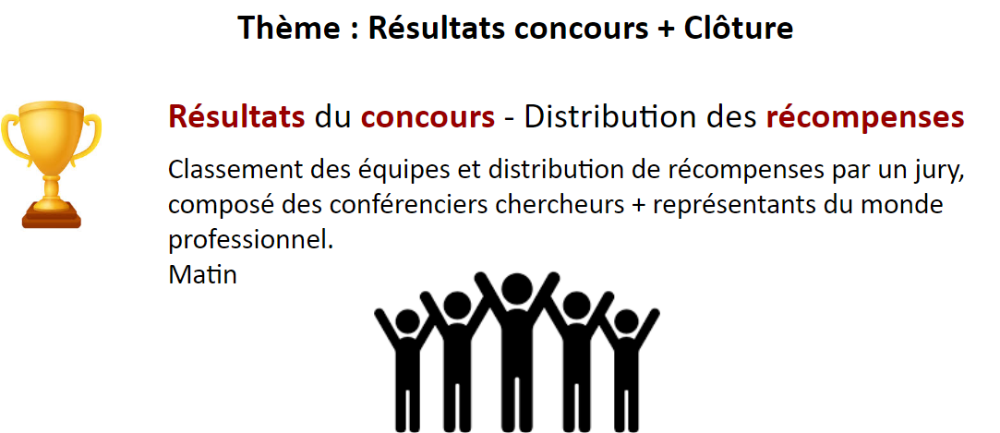 Thème : Résultats concours + Clôture
Résultats du concours - Distribution des récompenses
Classement des équipes et distribution de récompenses par un jury,
composé des conférenciers chercheurs + représentants du monde
professionnel.
Matin